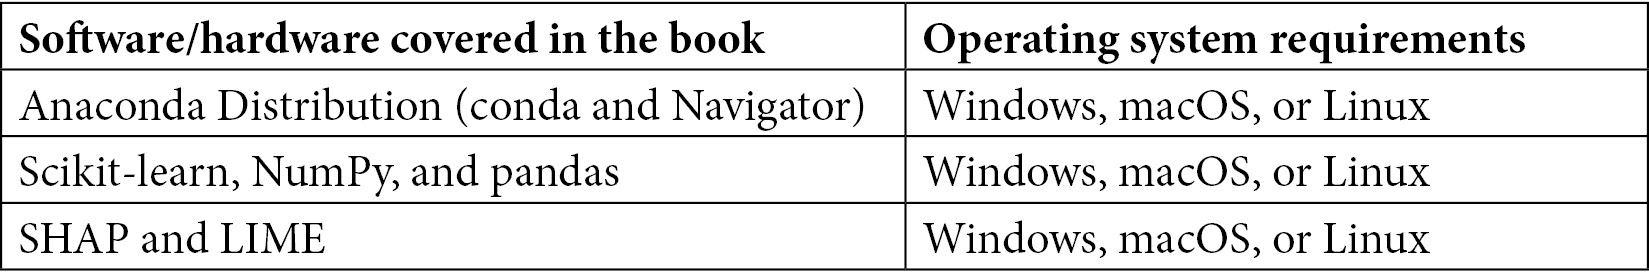 Software/hardware covered in the book Operating system requirements
Anaconda Distribution (conda and Navigator) Windows, macOS, or Linux
Scikit-learn, NumPy, and pandas Windows, macOS, or Linux
SHAP and LIME Windows, macOS, or Linux